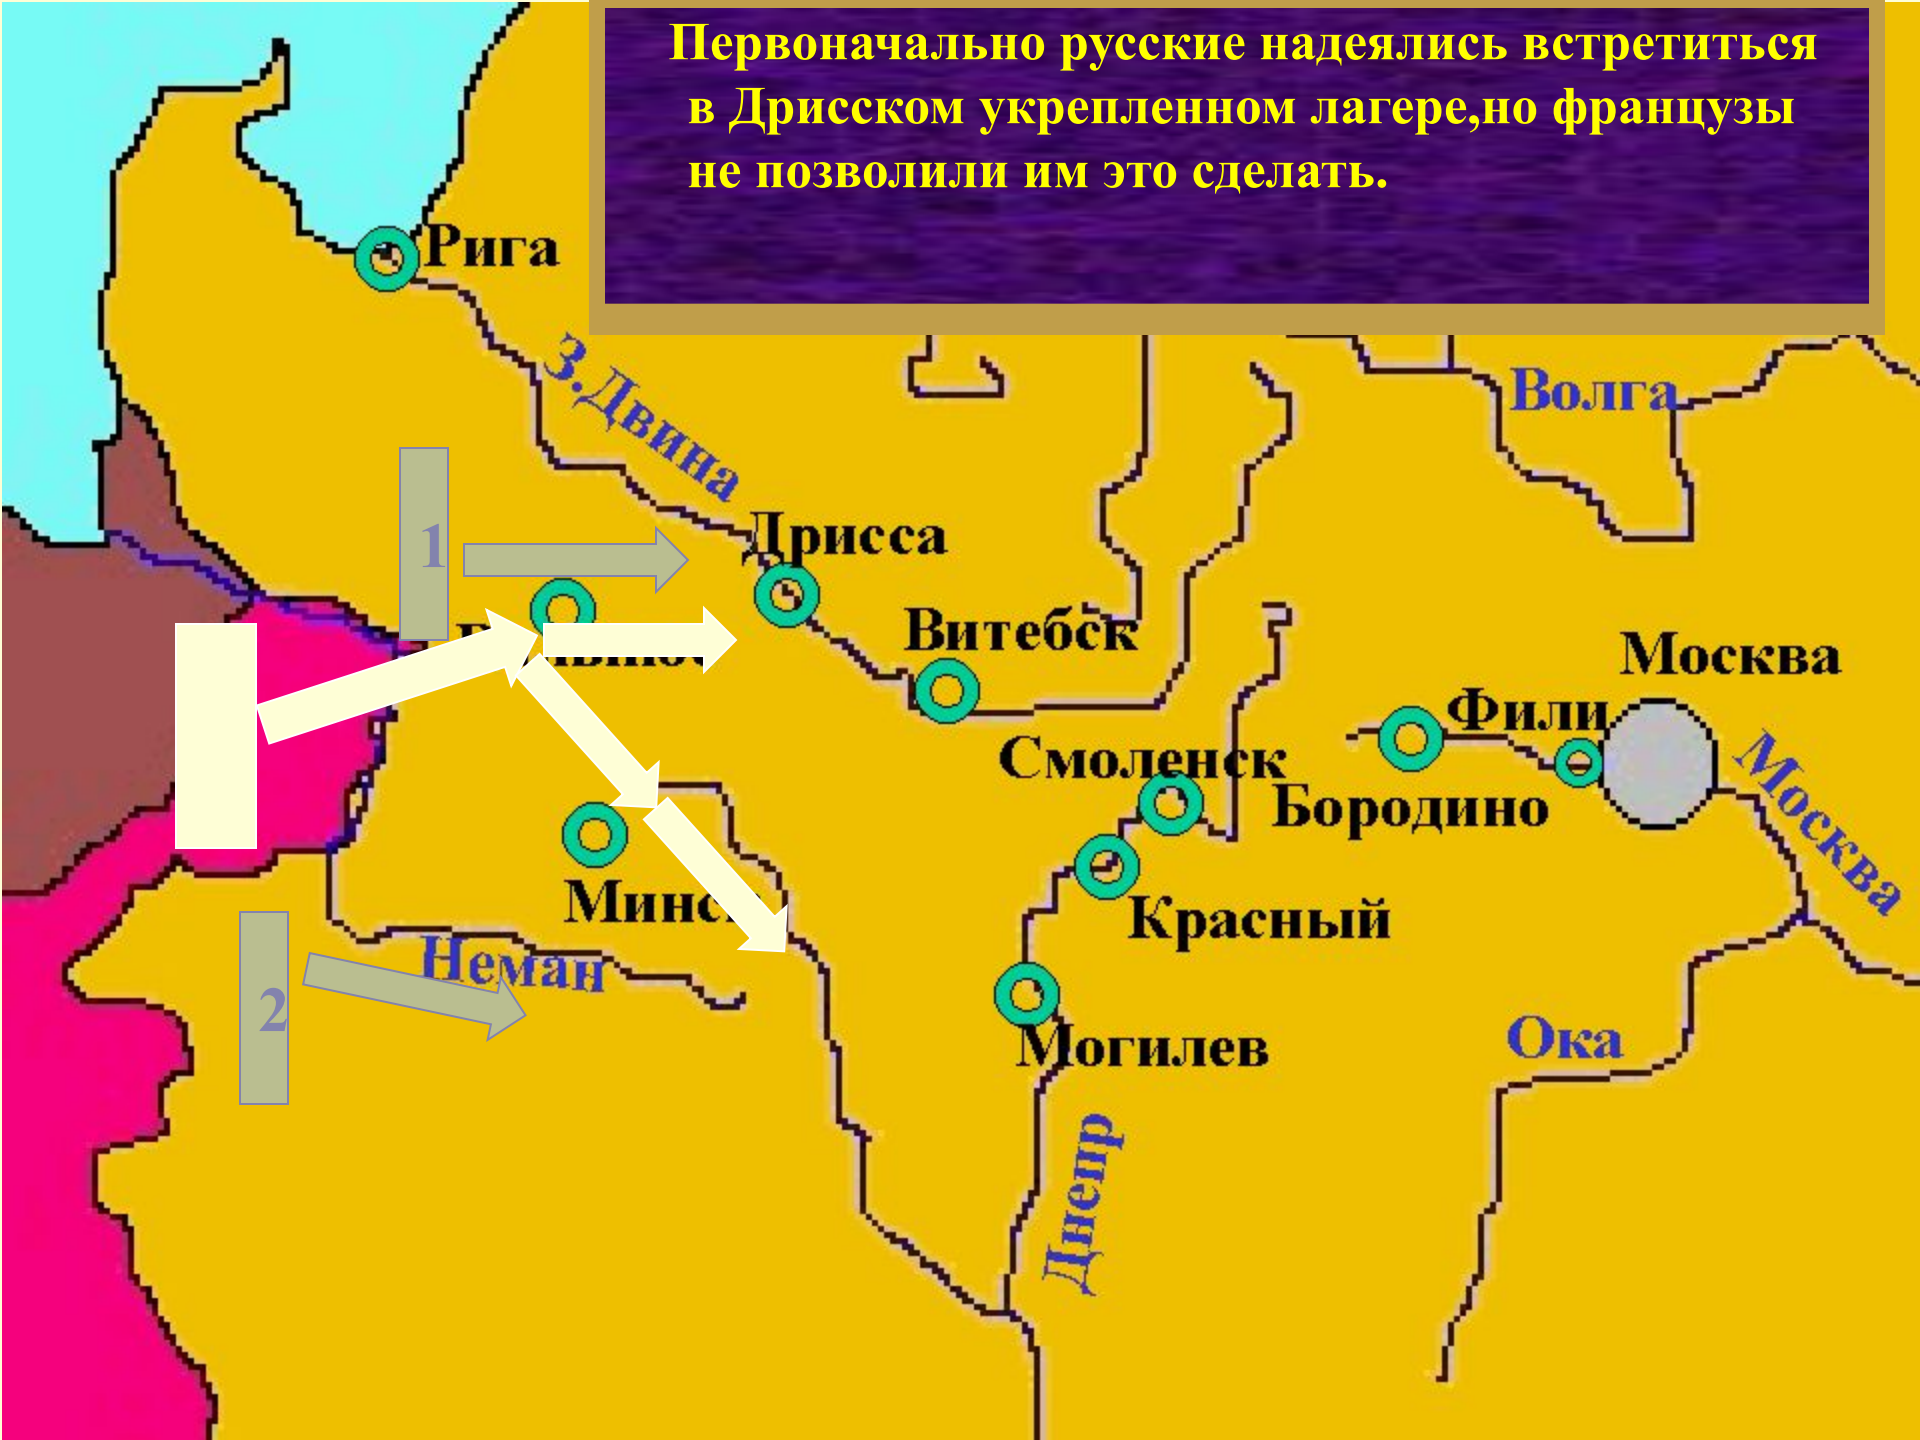 Первоначально русские надеялись встретиться
в Дрисском укрепленном лагере,но французы
не позволили им это сделать.
Рига
З.Двина
Волга
1
Дрисса
Витебск
Москва
Фили
Смоленск
Бородино
Москва
Минск
Красный
Неман
2
Могилев
Ока
Днепр